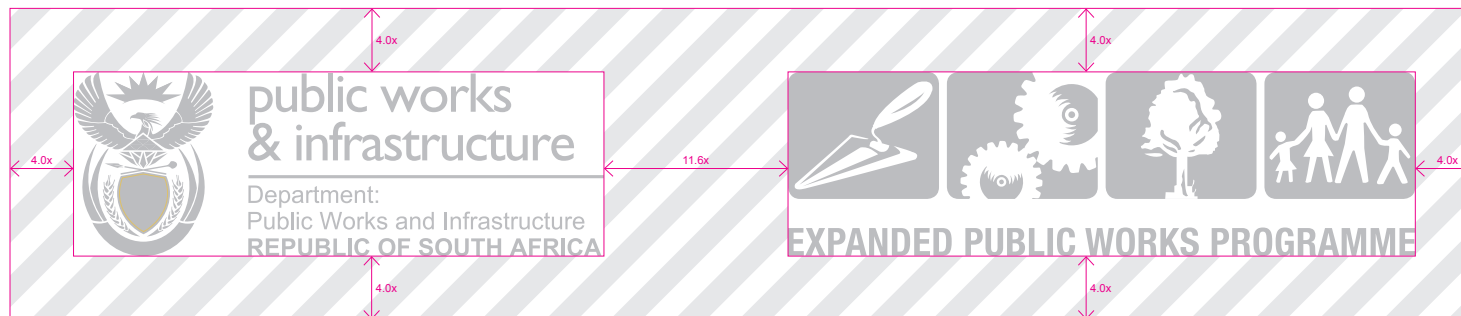 4.0x
4.0x
public works
& infrastructure
4.0x
11.6x
4.0x
Department:
Public Works and Infrastructure
REPUBLIC OF SOUTH AFRICA
EXPANDED PUBLIC WORKS PROGRAMME
4.0x
4.0x